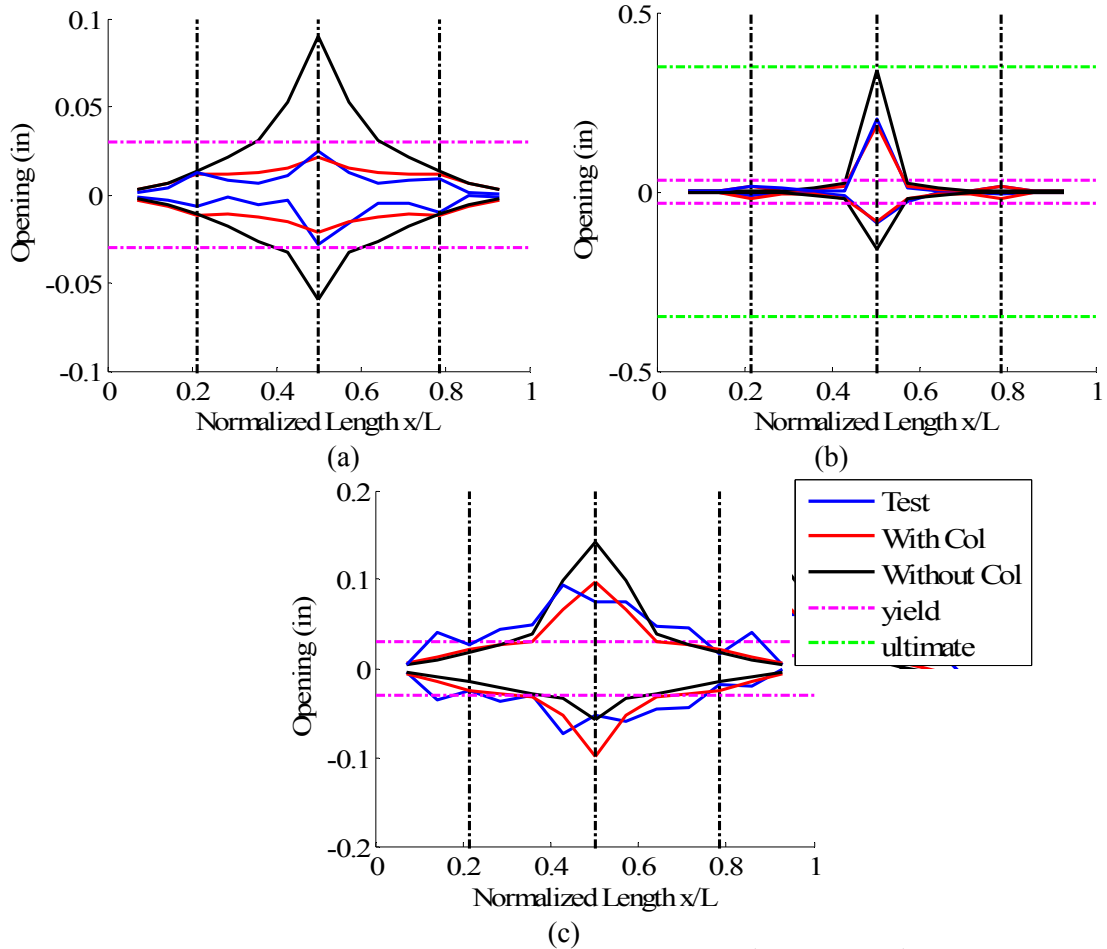 0.1
0.05
0
-0.05
-0.1
Opening (in)
0 0.2 0.4 0.6 0.8 1
Normalized Length x/L
(a)
0.5
0
-0.5
Opening (in)
0 0.2 0.4 0.6 0.8 1
Normalized Length x/L
(b)
0.2
0.1
0
-0.1
-0.2
Opening (in)
0 0.2 0.4 0.6 0.8 1
Normalized Length x/L
(c)
Test
With Col
Without Col
yield
ultimate